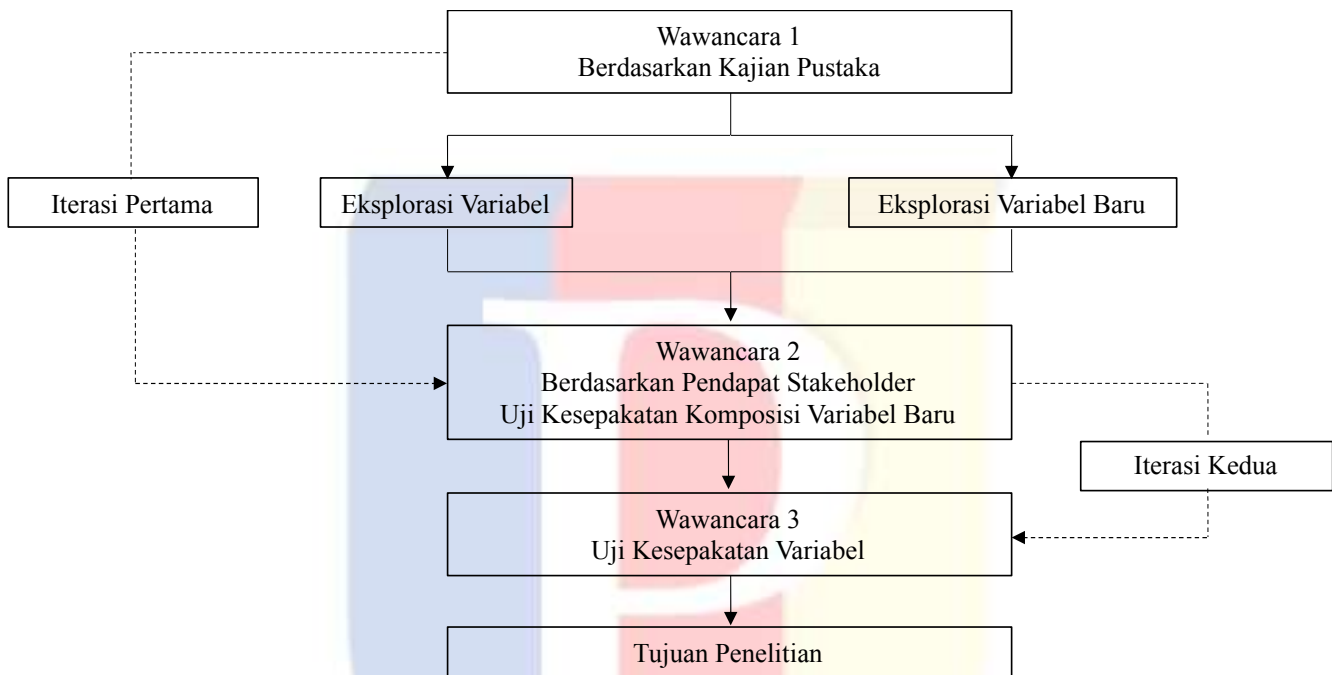 Wawancara 1
Berdasarkan Kajian Pustaka
Iterasi Pertama
Eksplorasi Variabel
Eksplorasi Variabel Baru
Wawancara 2
Berdasarkan Pendapat Stakeholder
Uji Kesepakatan Komposisi Variabel Baru
Iterasi Kedua
Wawancara 3
Uji Kesepakatan Variabel
Tujuan Penelitian